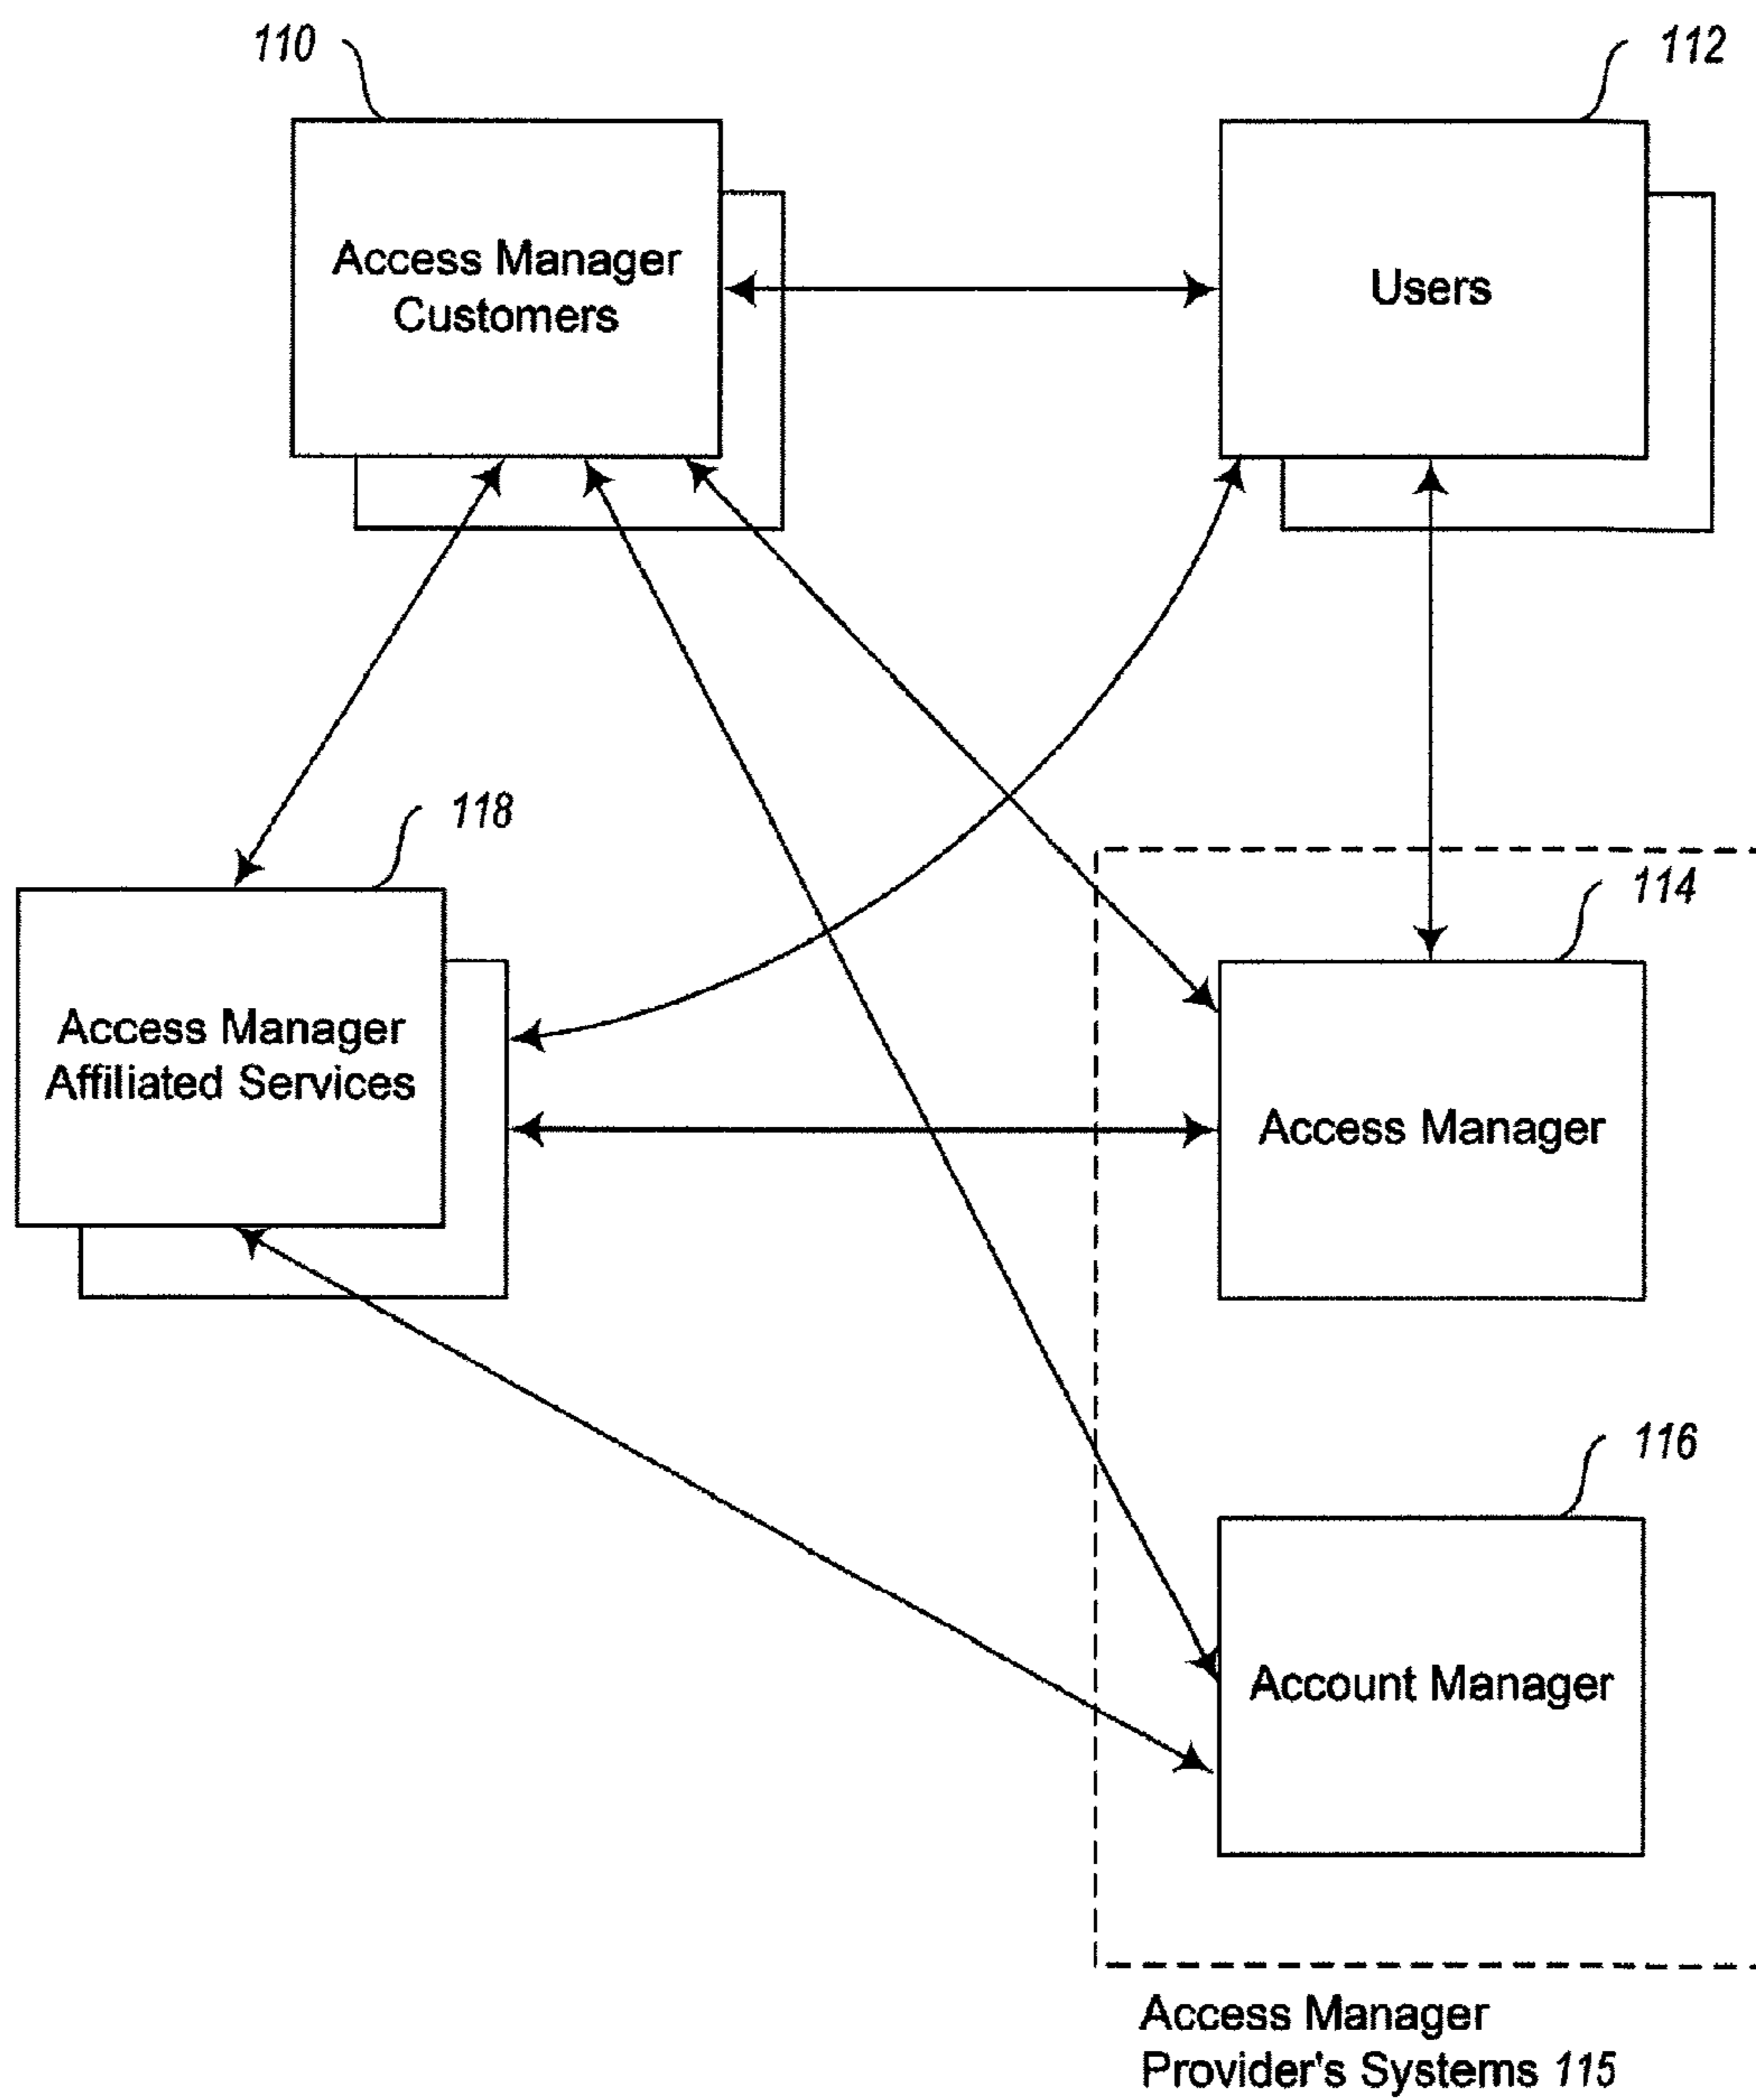 110
112
Access Manager
Customers
Users
118
114
Access Manager
Affiliated Services
Access Manager
116
Account Manager
Access Manager
Provider's Systems 115